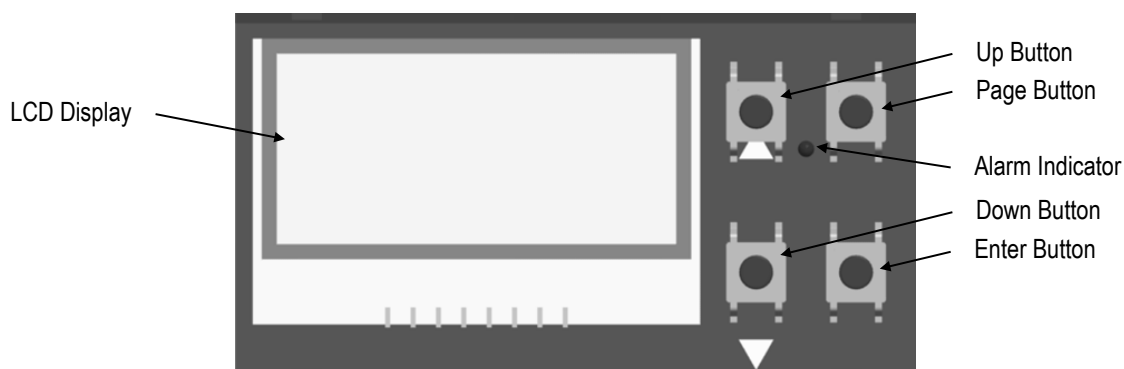 Up Button
Page Button
LCD Display
Alarm Indicator
Down Button
Enter Button